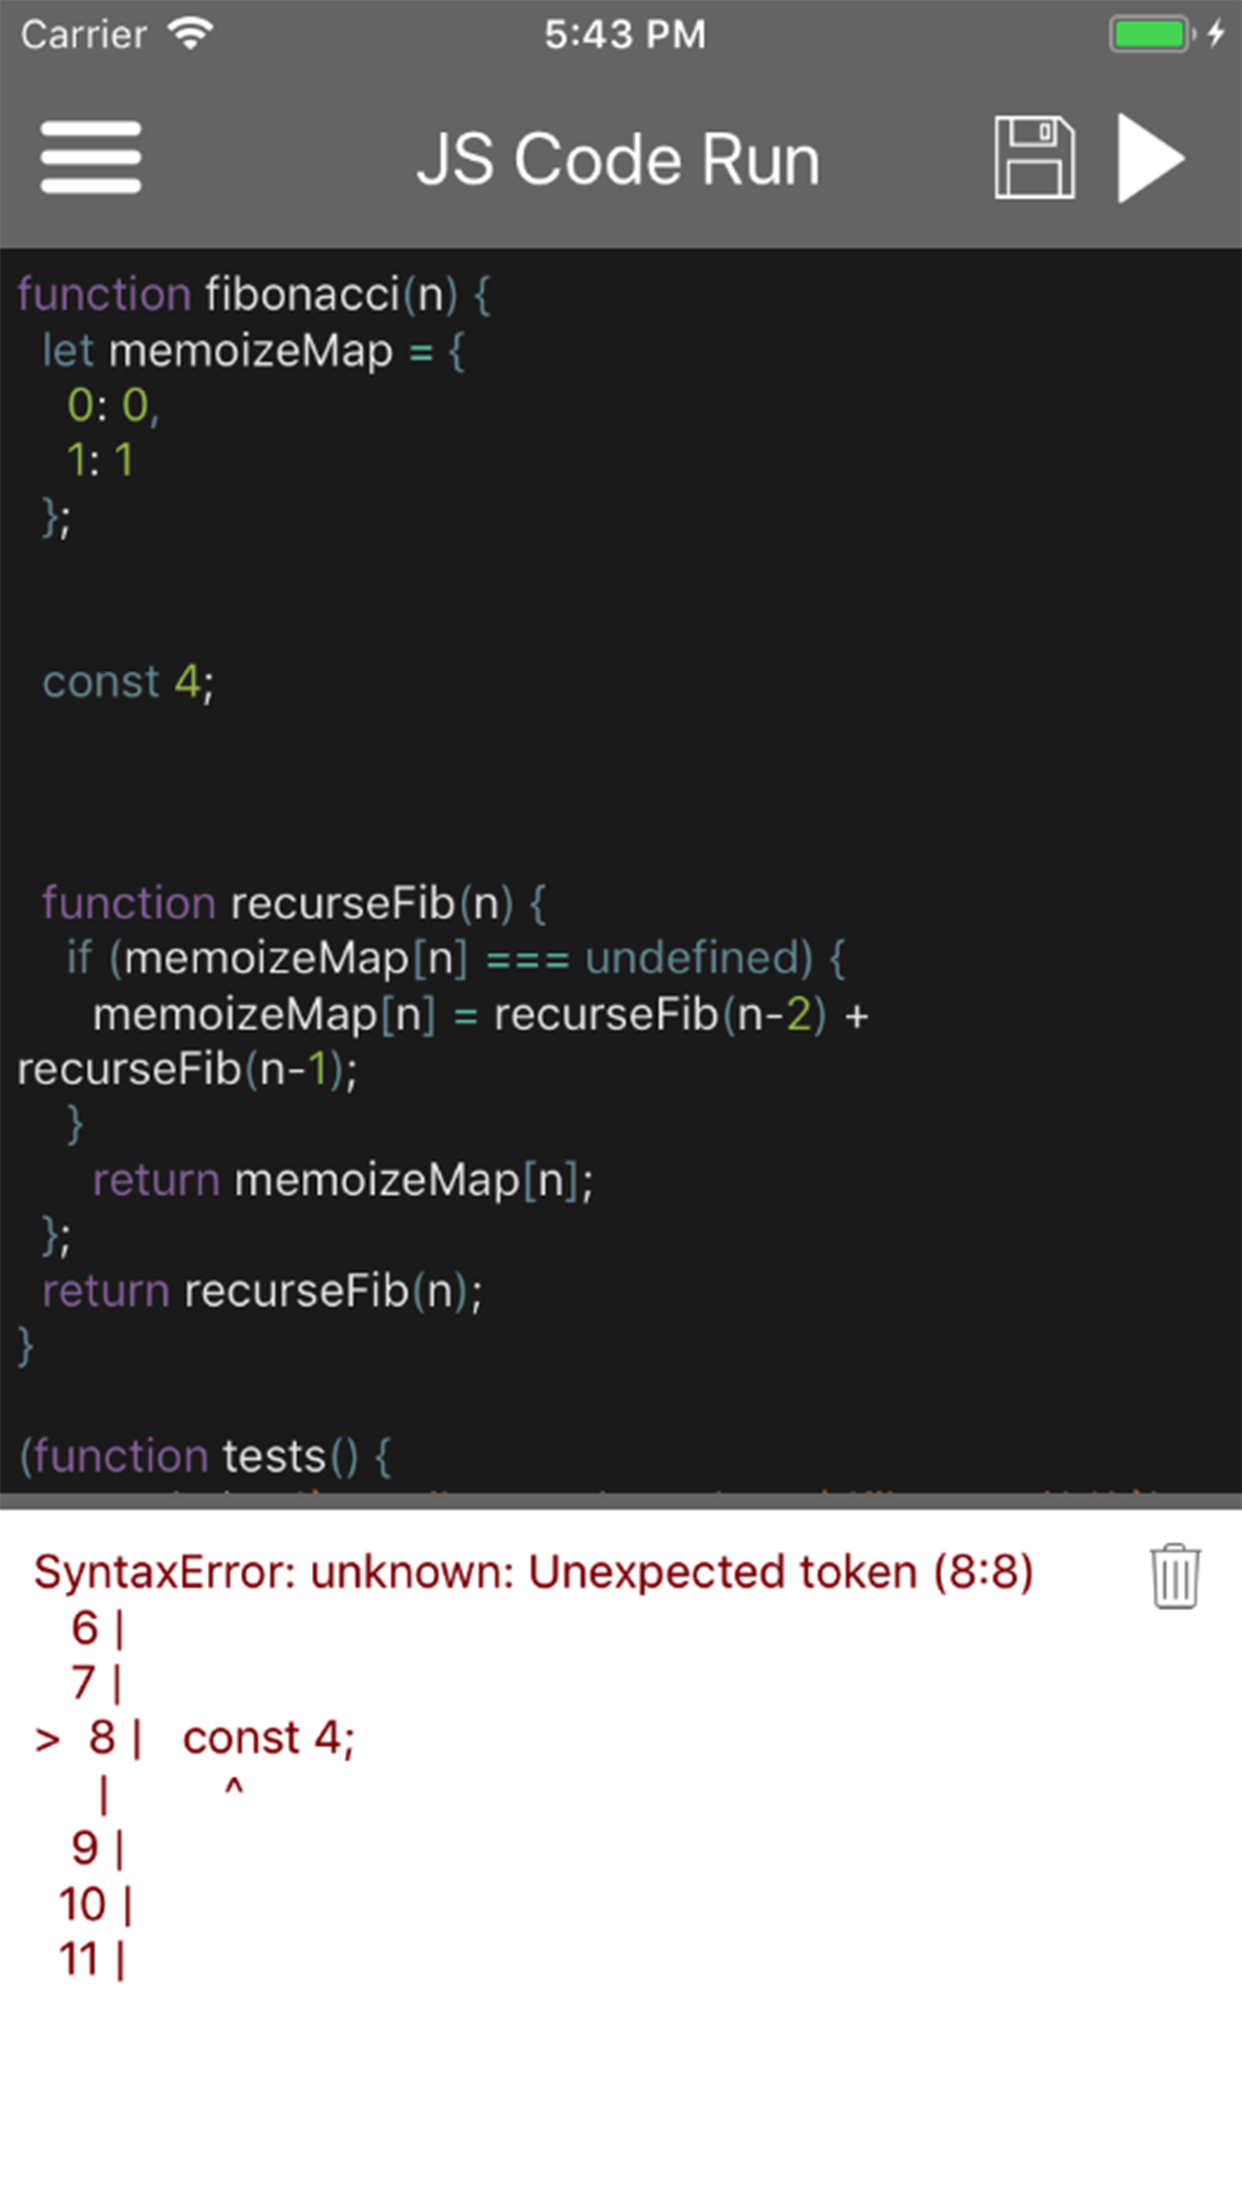 Carrier 5:43 PM
JS Code Run
function fibonacci(n) {
let memoizeMap = {
0: 0,
1: 1
};
const 4;
function recurseFib(n) {
if (memoizeMap[n] === undefined) {
memoizeMap[n] = recurseFib(n-2) +
recurseFib(n-1);
}
return memoizeMap[n];
};
return recurseFib(n);
}
(function tests() {
SyntaxError: unknown: Unexpected token (8:8)
6 |
7 |
> 8 | const 4;
| ^
9 |
10 |
11 |